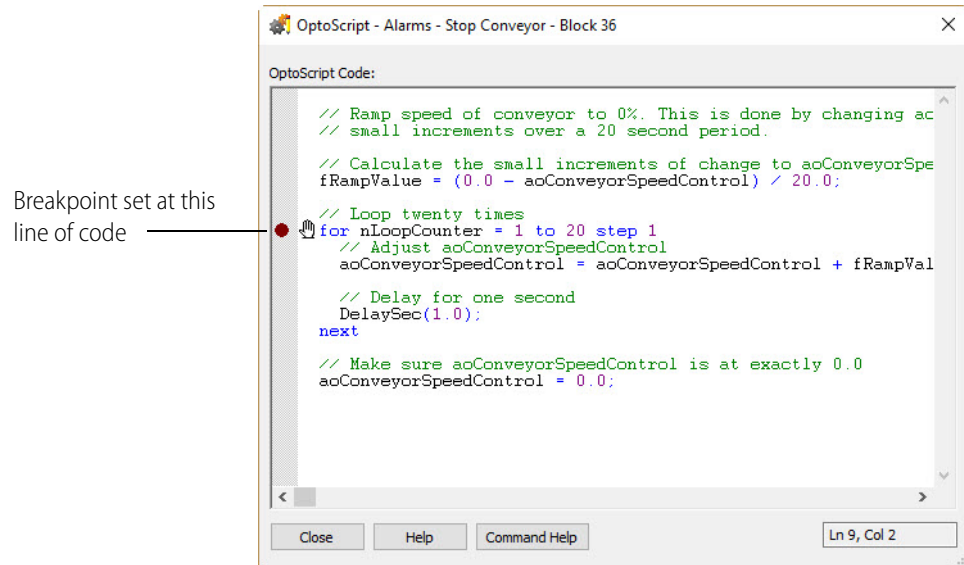 OptoScript - Alarms - Stop Conveyor - Block 36
OptoScript Code:
// Ramp speed of conveyor to 0%. This is done by changing ac
// small increments over a 20 second period.
// Calculate the small increments of change to aoConveyorSpe
fRampValue = (0.0 - aoConveyorSpeedControl) / 20.0;
Breakpoint set at this
line of code
// Loop twenty times
for nLoopCounter = 1 to 20 step 1
// Adjust aoConveyorSpeedControl
aoConveyorSpeedControl = aoConveyorSpeedControl + fRampVal
// Delay for one second
DelaySec(1.0);
next
// Make sure aoConveyorSpeedControl is at exactly 0.0
aoConveyorSpeedControl = 0.0;
Close Help Command Help Ln 9, Col 2